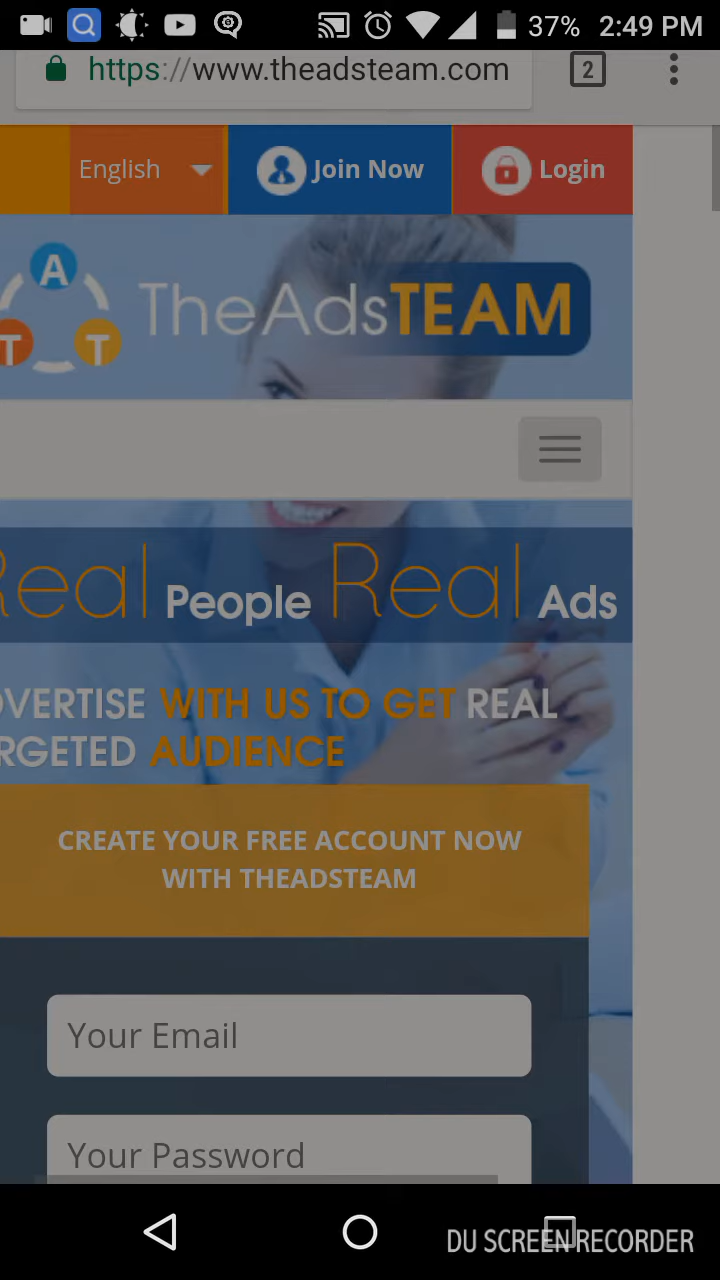 37% 2:49 PM
https://www.theadsteam.com 2
English Join Now Login
A
T T
TheAdsTEAM
Real People Real Ads
DVERTISE WITH US TO GET REAL
RGETED AUDIENCE
CREATE YOUR FREE ACCOUNT NOW
WITH THEADSTEAM
Your Email
Your Password
DU SCREEN RECORDER